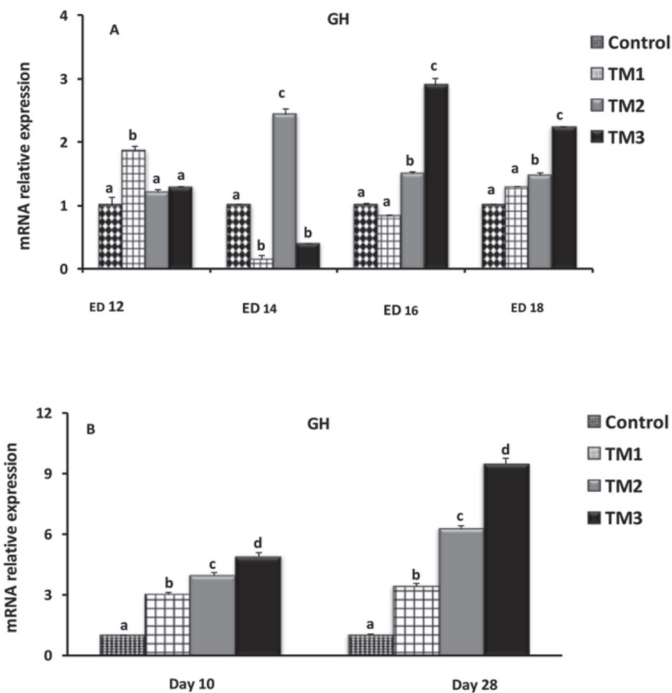 A
GH
mRNA relative expression
4
3
2
1
0
a
b
a
a
a
b
c
b
a
a
b
c
a
a
b
c
ED 12
ED 14
ED 16
ED 18
Control
TM1
TM2
TM3
B
GH
mRNA relative expression
12
9
6
3
0
a
b
c
d
a
b
c
d
Day 10
Day 28
Control
TM1
TM2
TM3